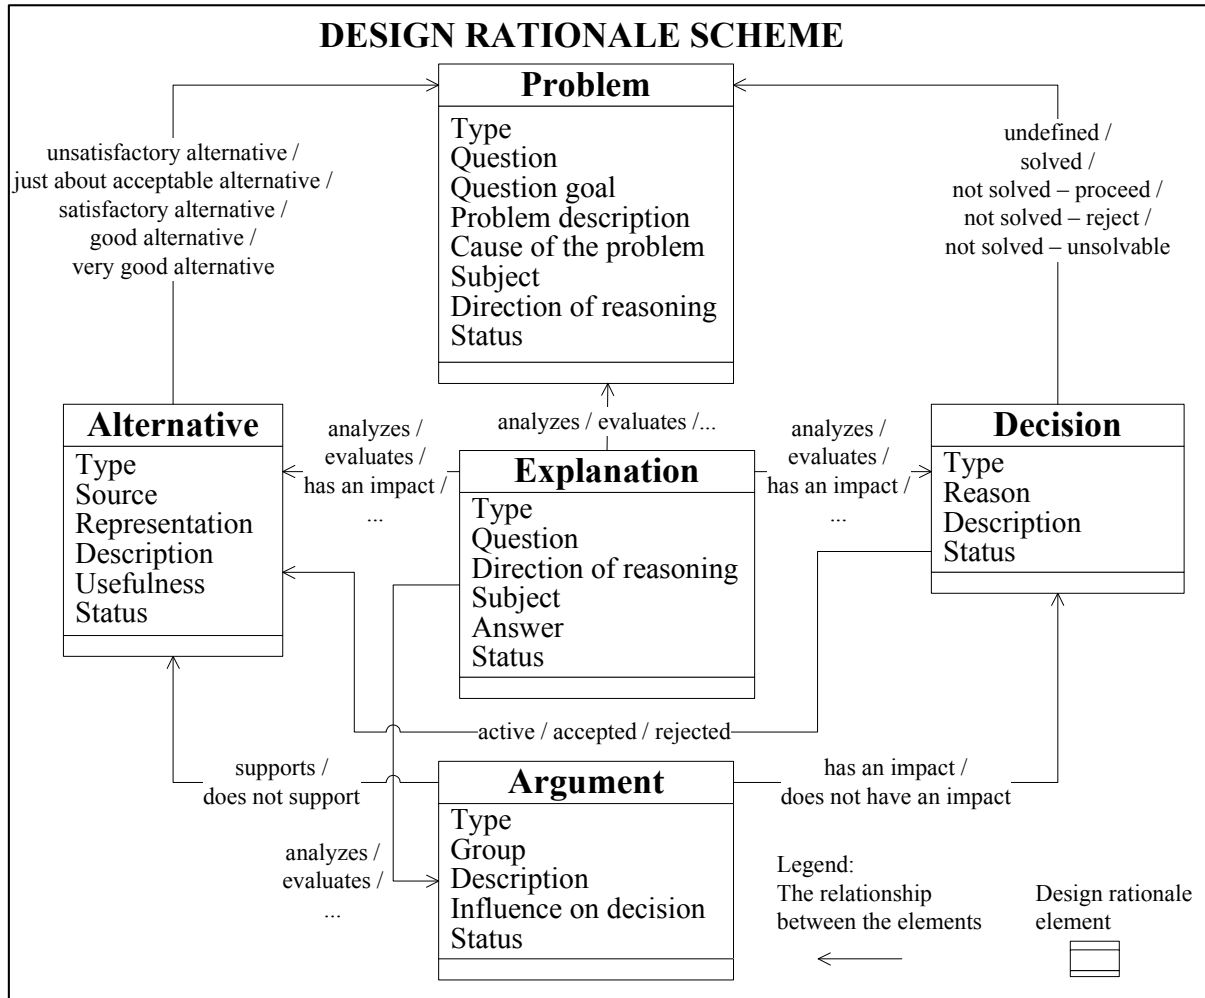 DESIGN RATIONALE SCHEME
Problem
Type
Question
Question goal
Problem description
Cause of the problem
Subject
Direction of reasoning
Status
unsatisfactory alternative /
just about acceptable alternative /
satisfactory alternative /
good alternative /
very good alternative
undefined /
solved /
not solved – proceed /
not solved – reject /
not solved – unsolvable
Alternative
Type
Source
Representation
Description
Usefulness
Status
analyzes /
evaluates /
has an impact /
...
analyzes / evaluates /...
Explanation
Type
Question
Direction of reasoning
Subject
Answer
Status
analyzes /
evaluates /
has an impact /
...
Decision
Type
Reason
Description
Status
active / accepted / rejected
supports /
does not support
Argument
Type
Group
Description
Influence on decision
Status
has an impact /
does not have an impact
analyzes /
evaluates /
...
Legend:
The relationship
between the elements
Design rationale
element